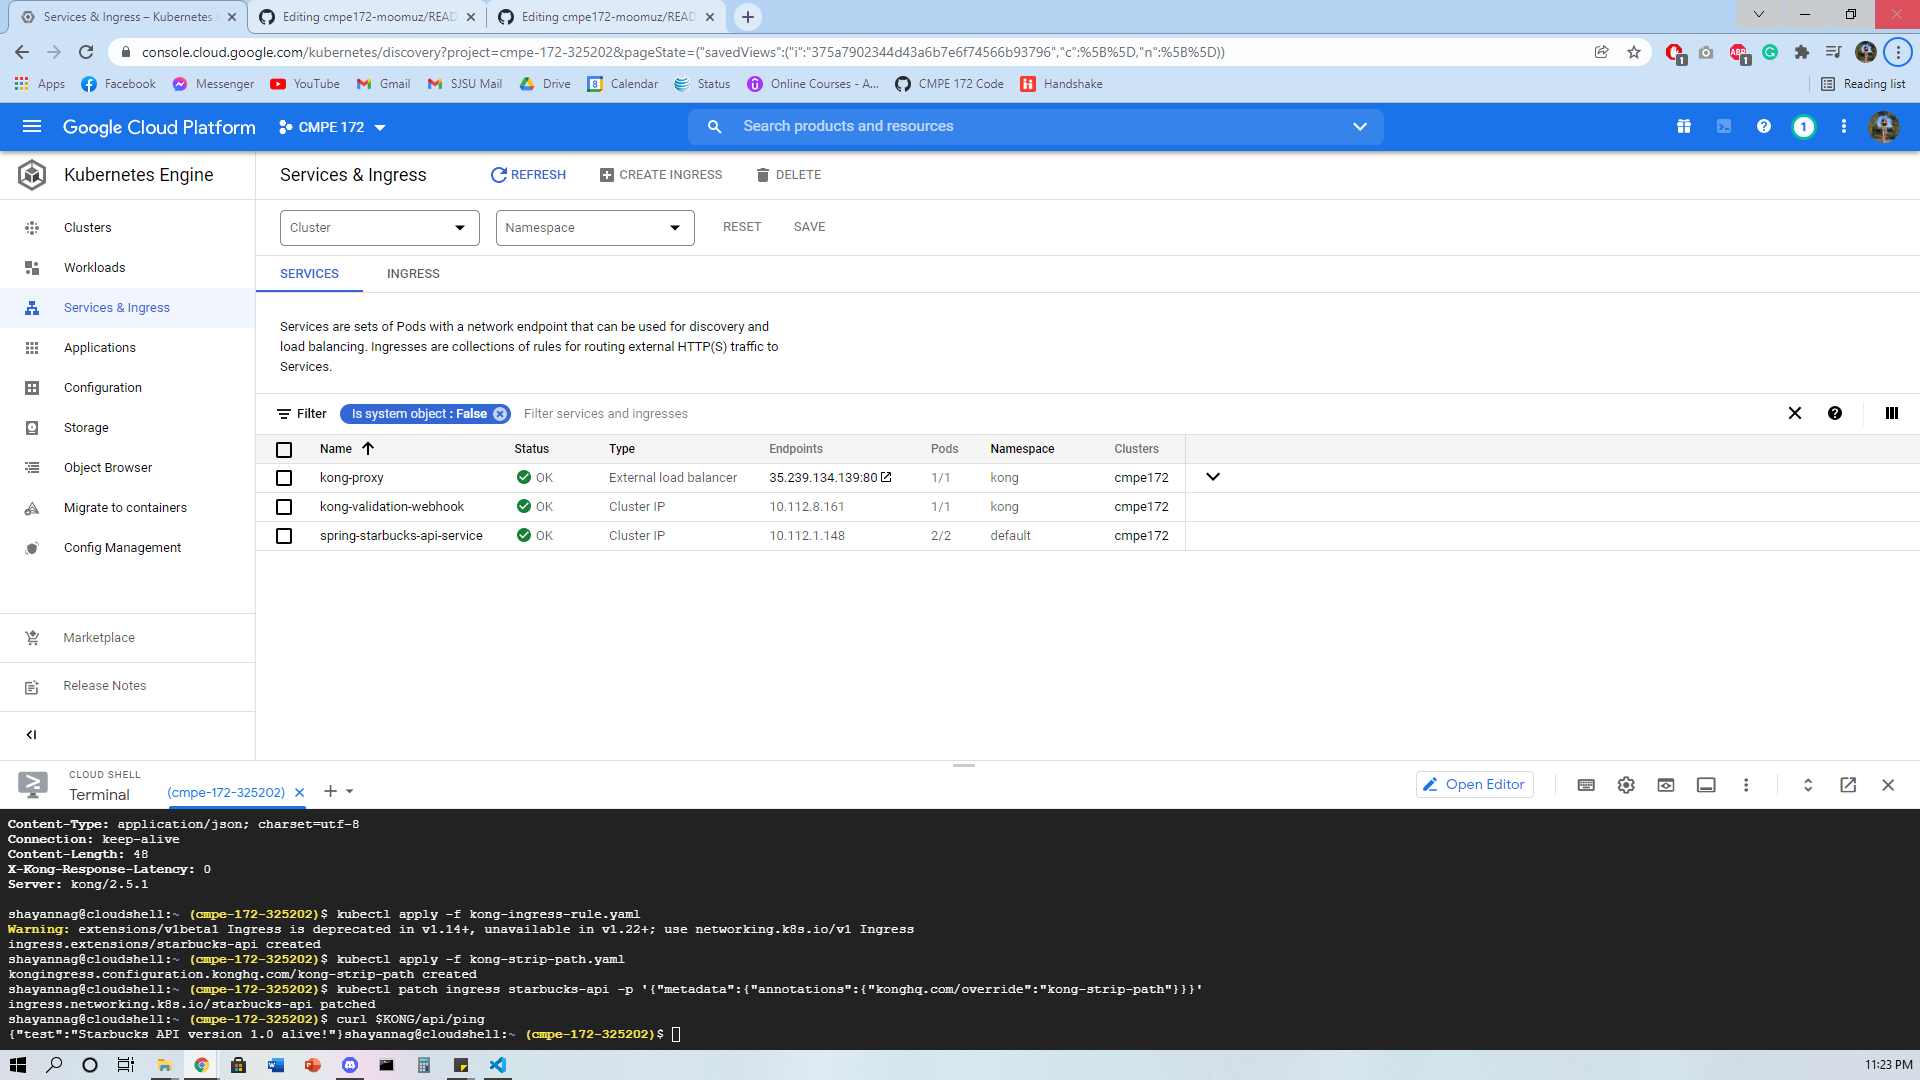 Services & Ingress – Kubernetes
Editing cmpe172-moomuz/READ
Editing cmpe172-moomuz/READ
console.cloud.google.com/kubernetes/discovery?project=cmpe-172-325202&pageState=("savedViews":("i":"375a7902344d43a6b7e6f74566b93796","c":%5B%5D,"n":%5B%5D))
1
ABP
1
Apps
Facebook
Messenger
YouTube
Gmail
SJSU Mail
Drive
8
Calendar
Status
Online Courses - A...
CMPE 172 Code
Handshake
Reading list
Google Cloud Platform
CMPE 172
Search products and resources
1
Kubernetes Engine
Services & Ingress
REFRESH
CREATE INGRESS
DELETE
Clusters
Workloads
Services & Ingress
Applications
Configuration
Storage
Object Browser
Migrate to containers
Config Management
Marketplace
Release Notes
Cluster
Namespace
RESET
SAVE
SERVICES
INGRESS
Services are sets of Pods with a network endpoint that can be used for discovery and
load balancing. Ingresses are collections of rules for routing external HTTP(S) traffic to
Services.
Filter
Is system object : False
Filter services and ingresses
Name Status Type Endpoints Pods Namespace Clusters
kong-proxy OK External load balancer 35.239.134.139:80 1/1 kong cmpe172
kong-validation-webhook OK Cluster IP 10.112.8.161 1/1 kong cmpe172
spring-starbucks-api-service OK Cluster IP 10.112.1.148 2/2 default cmpe172
CLOUD SHELL
Terminal
(cmpe-172-325202)
Open Editor
Content-Type: application/json; charset=utf-8
Connection: keep-alive
Content-Length: 48
X-Kong-Response-Latency: 0
Server: kong/2.5.1
shayannag@cloudshell:~ (cmpe-172-325202)$ kubectl apply -f kong-ingress-rule.yaml
Warning: extensions/v1beta1 Ingress is deprecated in v1.14+, unavailable in v1.22+; use networking.k8s.io/v1 Ingress
ingress.extensions/starbucks-api created
shayannag@cloudshell:~ (cmpe-172-325202)$ kubectl apply -f kong-strip-path.yaml
kongingress.configuration.konghq.com/kong-strip-path created
shayannag@cloudshell:~ (cmpe-172-325202)$ kubectl patch ingress starbucks-api -p '{"metadata":{"annotations":{"konghq.com/override":"kong-strip-path"}}}'
ingress.networking.k8s.io/starbucks-api patched
shayannag@cloudshell:~ (cmpe-172-325202)$ curl $KONG/api/ping
{"test":"Starbucks API version 1.0 alive!"}shayannag@cloudshell:~ (cmpe-172-325202)$
11:23 PM